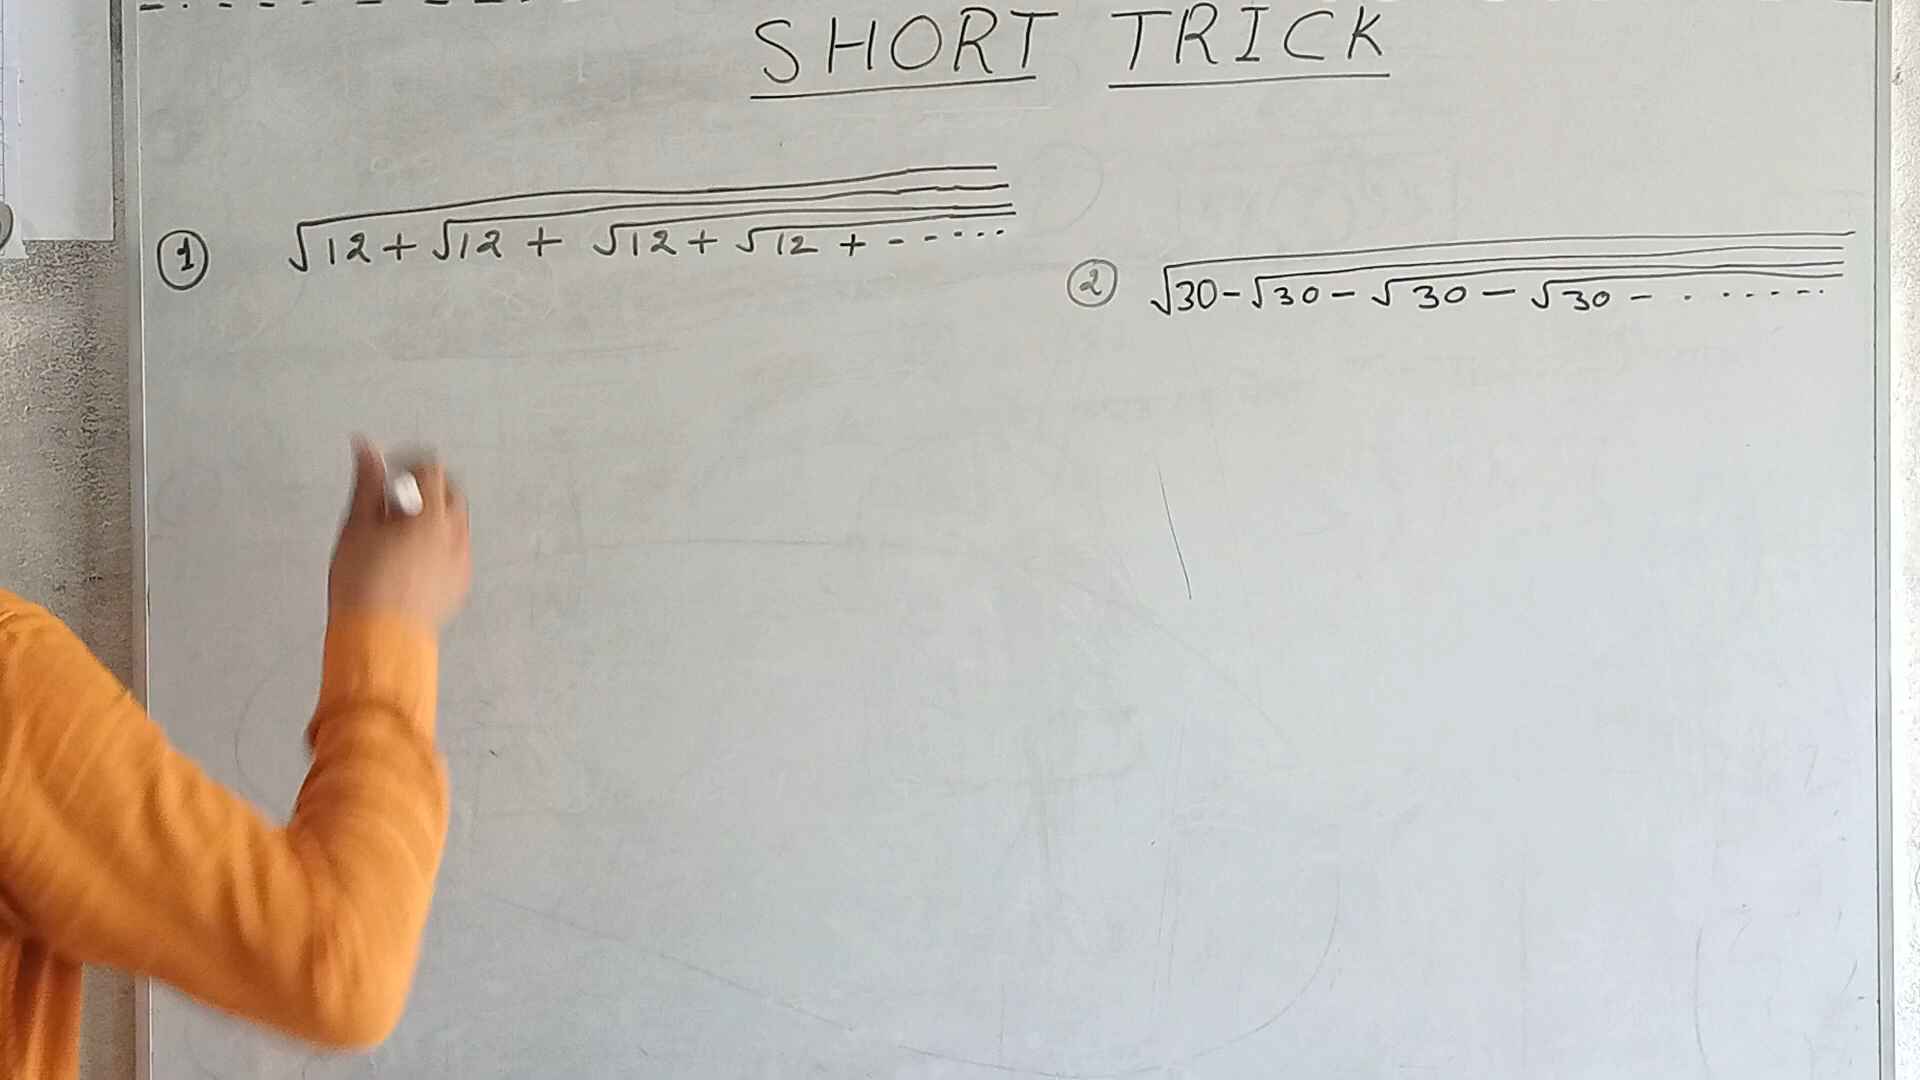 SHORT TRICK
① √12 + √12 + √12 + √12 + - - - - - -
② √30 - √30 - √30 - √30 - - - - - - -